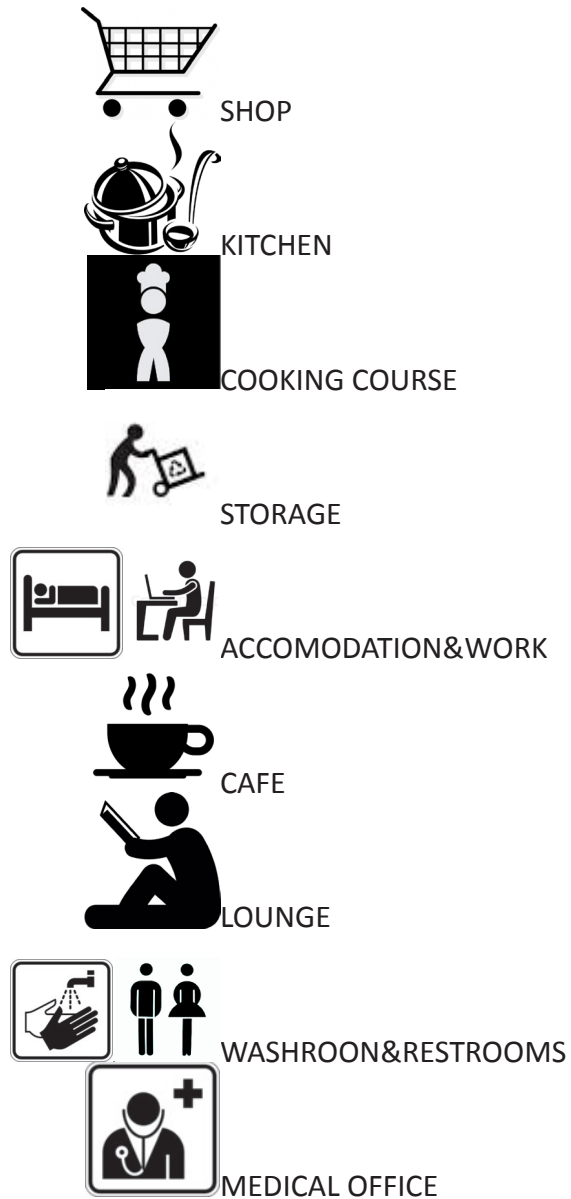 SHOP
KITCHEN
COOKING COURSE
STORAGE
ACCOMODATION&WORK
CAFE
LOUNGE
WASHROON&RESTROOMS
MEDICAL OFFICE